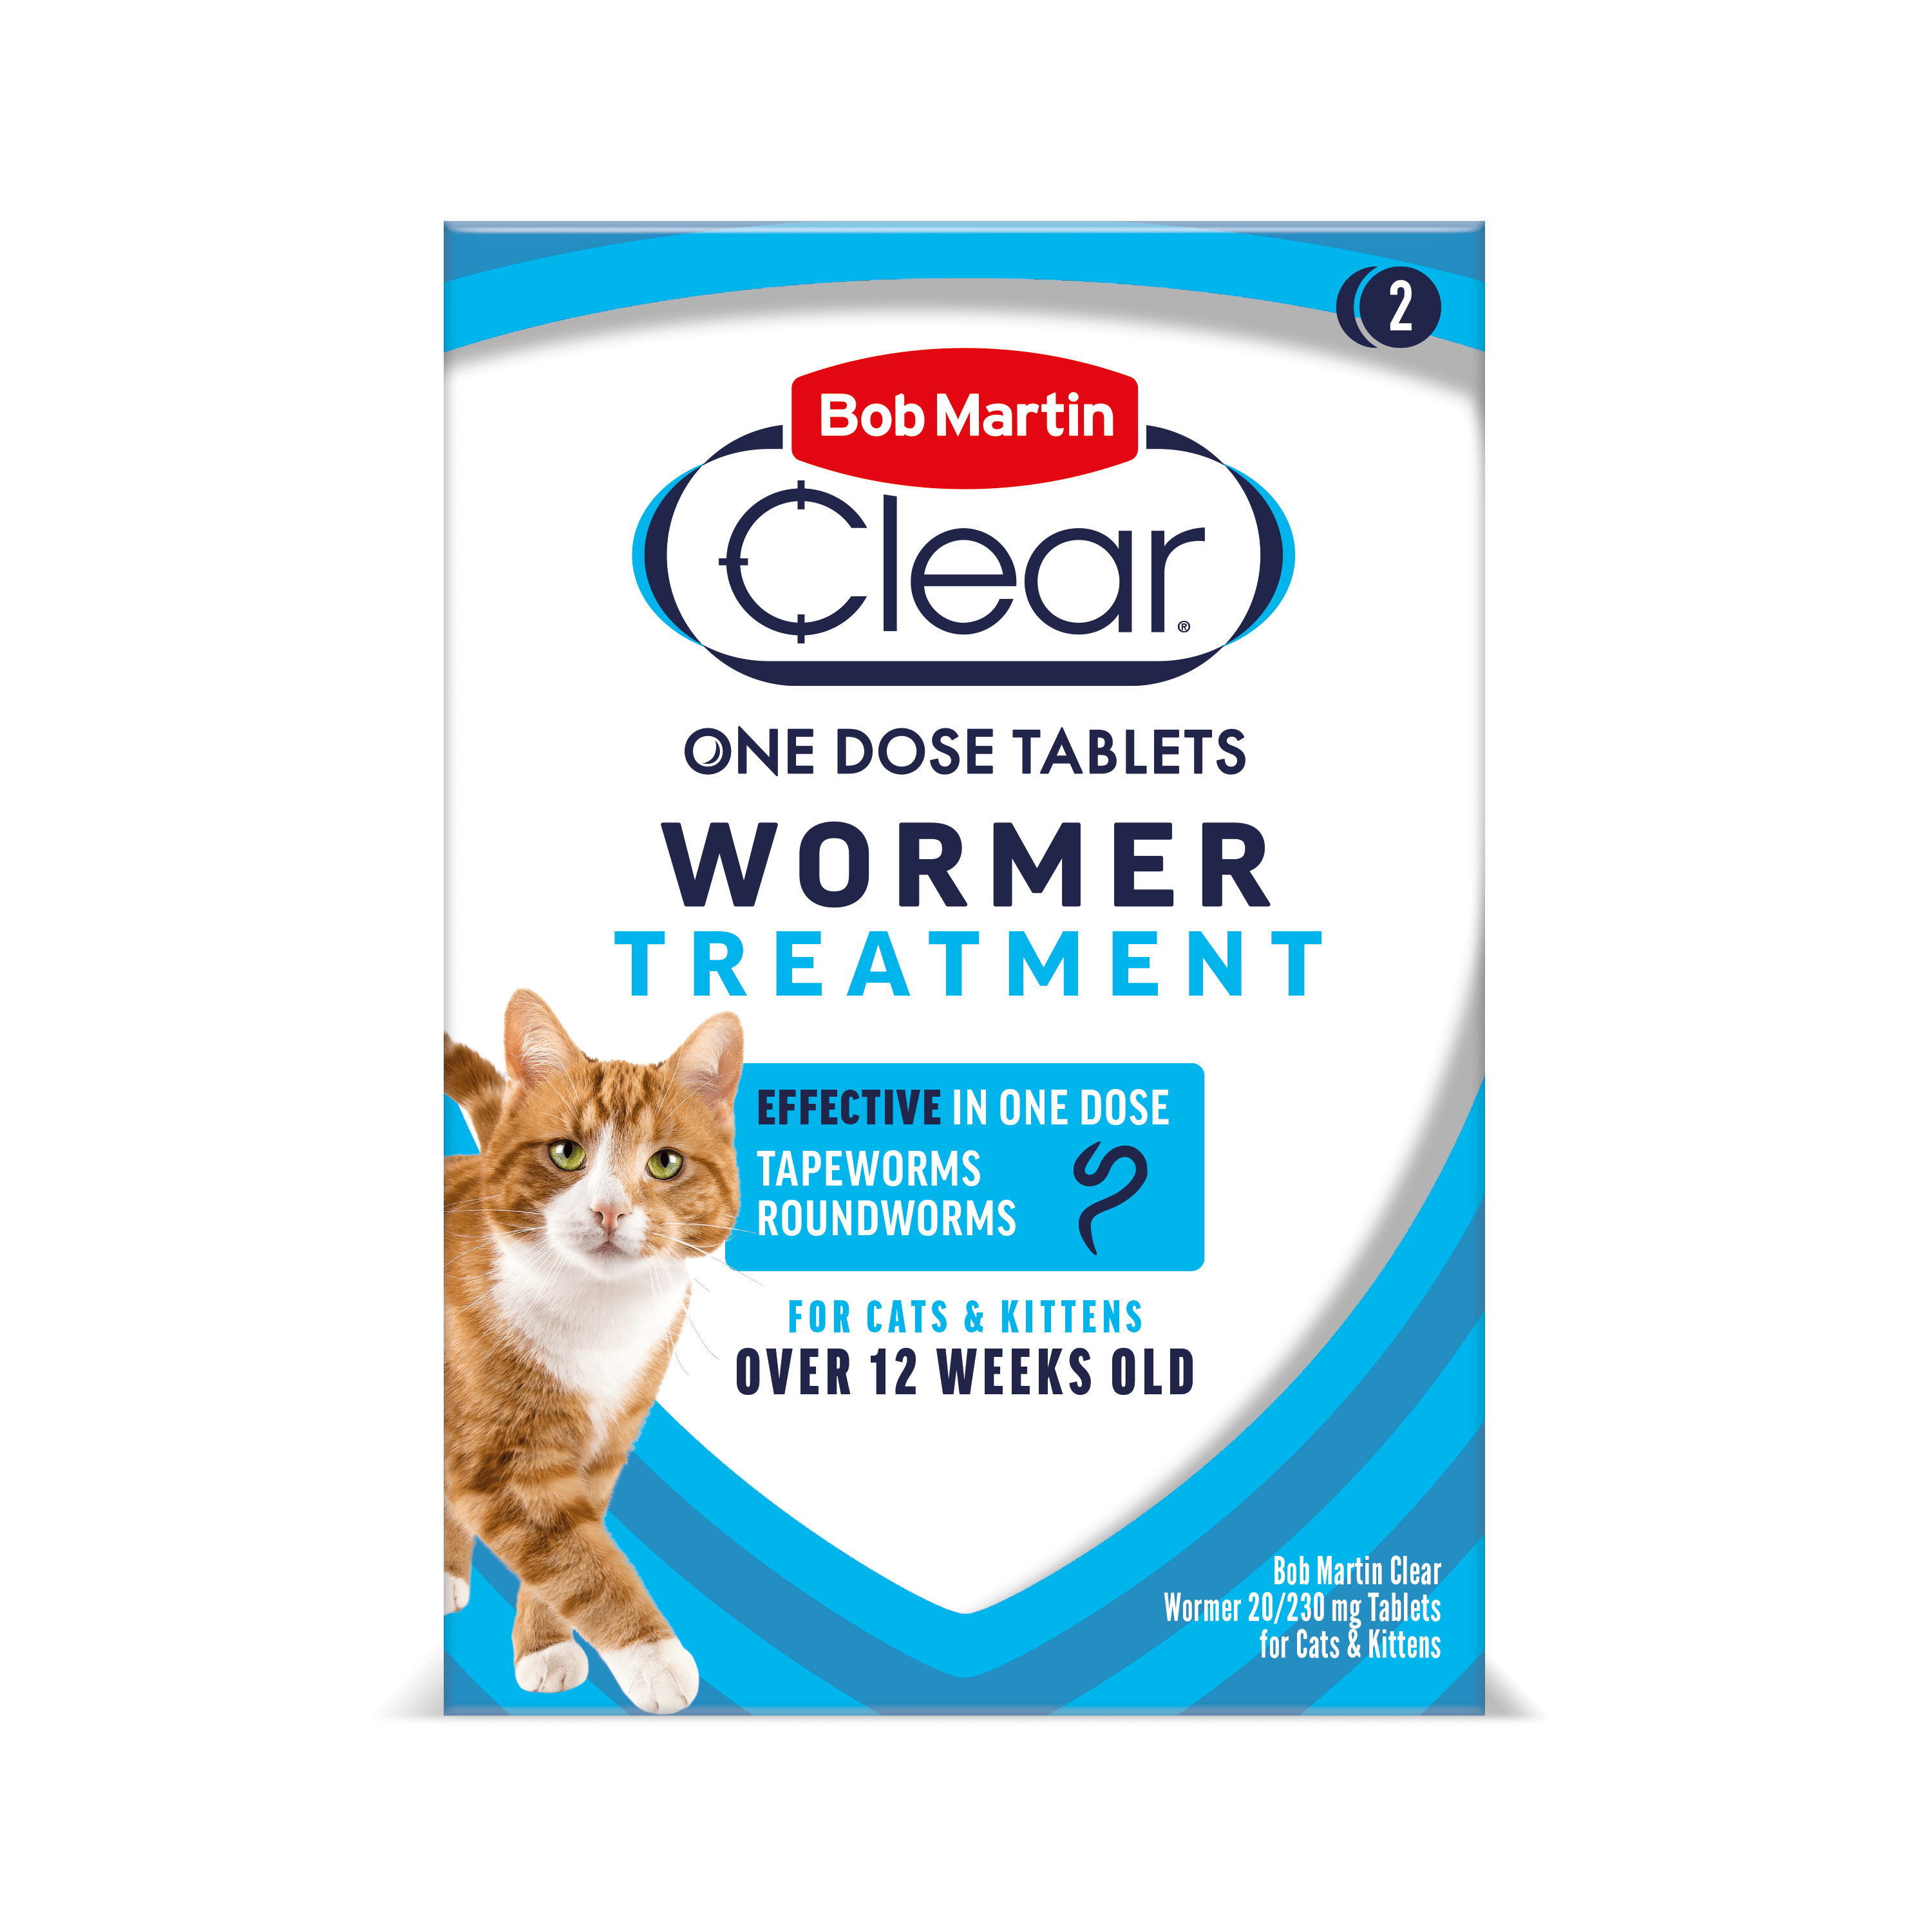 2
Bob Martin
Clear®
ONE DOSE TABLETS
WORMER
TREATMENT
EFFECTIVE IN ONE DOSE
TAPEWORMS
ROUNDWORMS
FOR CATS & KITTENS
OVER 12 WEEKS OLD
Bob Martin Clear
Wormer 20/230 mg Tablets
for Cats & Kittens